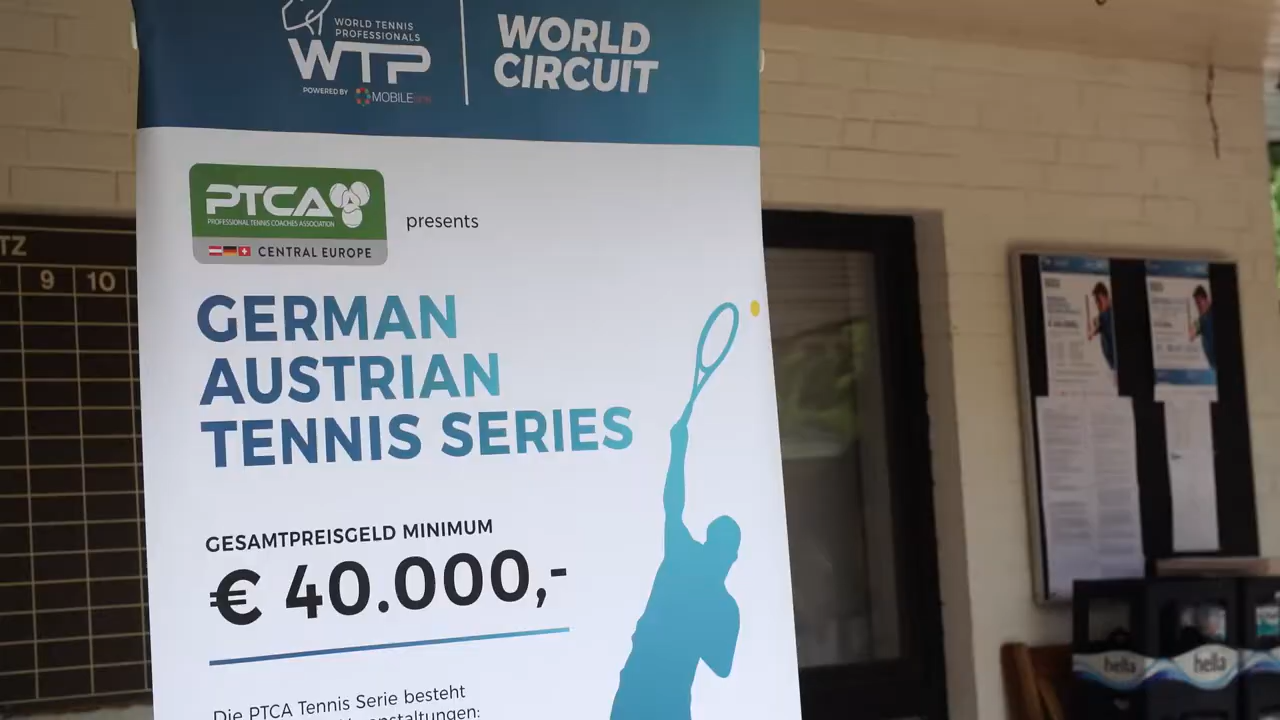 WORLD TENNIS
PROFESSIONALS
WTP
POWERED BY MOBILE
WORLD
CIRCUIT
PTCA
PROFESSIONAL TENNIS COACHES ASSOCIATION
CENTRAL EUROPE
presents
GERMAN
AUSTRIAN
TENNIS SERIES
GESAMTPREISGELD MINIMUM
€ 40.000,-
Die PTCA Tennis Serie besteht
TZ
9 10
hella hella